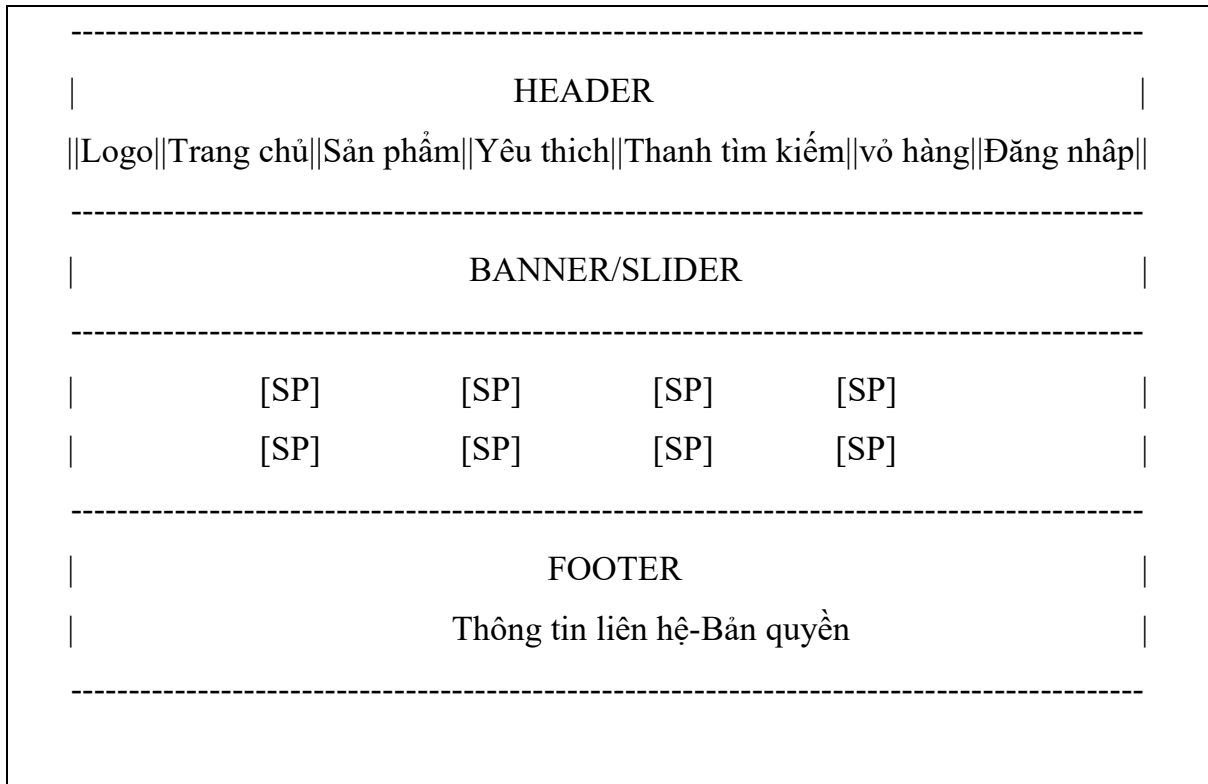 ---------------------------------------------------------------------------------------------
| HEADER |
||Logo||Trang chủ||Sản phẩm||Yêu thich||Thanh tìm kiếm||vỏ hàng||Đăng nhâp||
---------------------------------------------------------------------------------------------
| BANNER/SLIDER |
---------------------------------------------------------------------------------------------
| [SP] [SP] [SP] [SP] |
| [SP] [SP] [SP] [SP] |
---------------------------------------------------------------------------------------------
| FOOTER |
| Thông tin liên hệ-Bản quyền |
---------------------------------------------------------------------------------------------